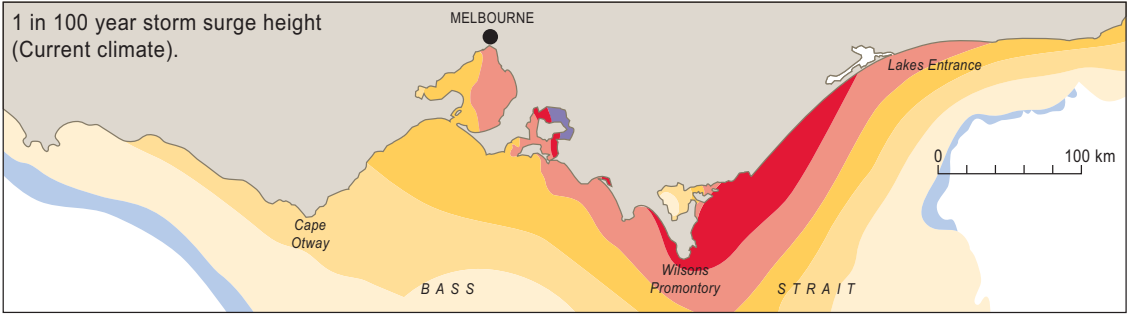 1 in 100 year storm surge height
(Current climate).
MELBOURNE
Lakes Entrance
0 100 km
Cape
Otway
Wilsons
Promontory
BASS STRAIT